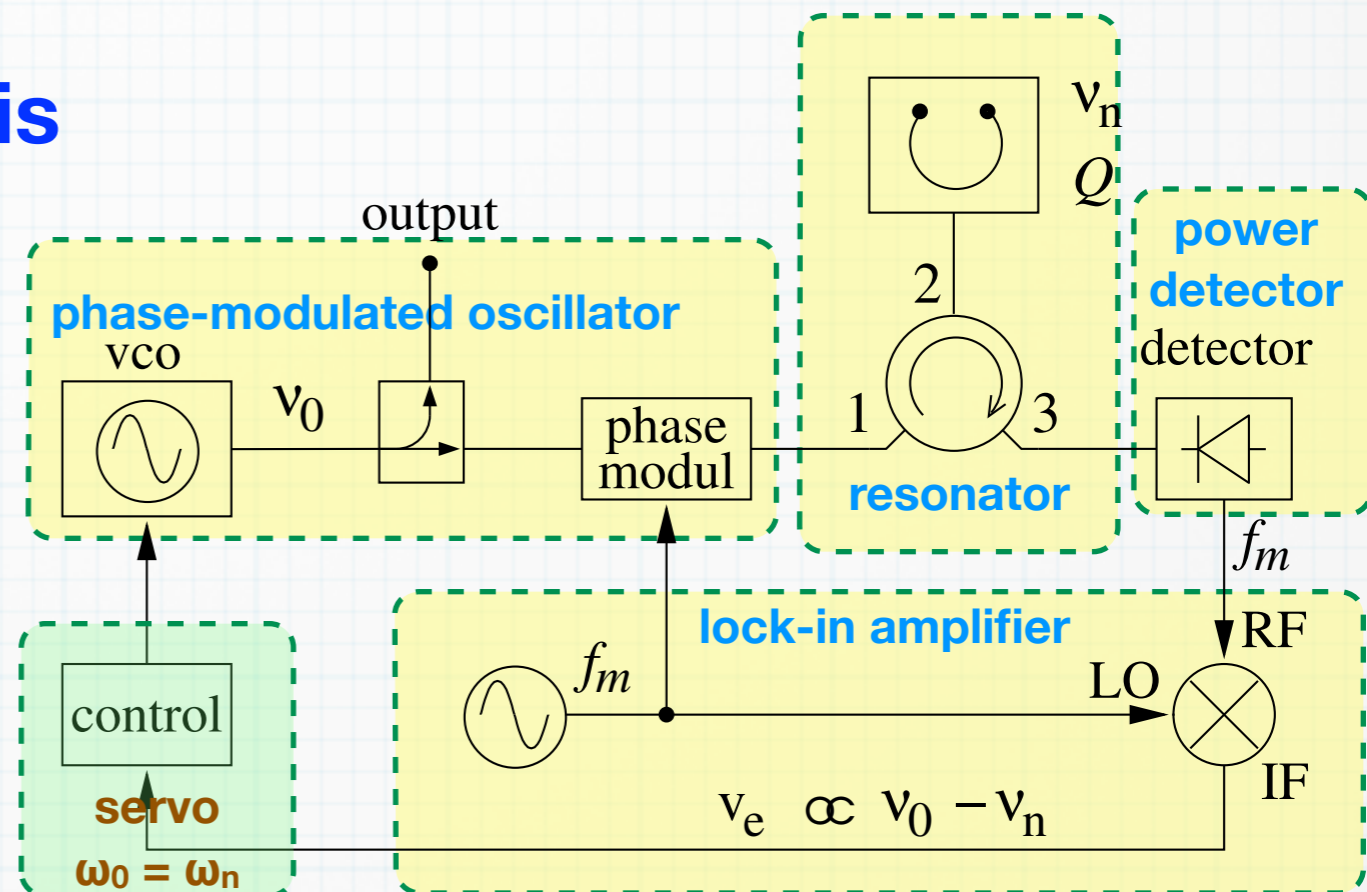 is
output
phase-modulated oscillator
vco
ν0
phase
modul
νn
Q
2
1
3
resonator
power
detector
detector
fm
lock-in amplifier
RF
fm
LO
IF
control
servo
ω0 = ωn
ve ∝ ν0 − νn